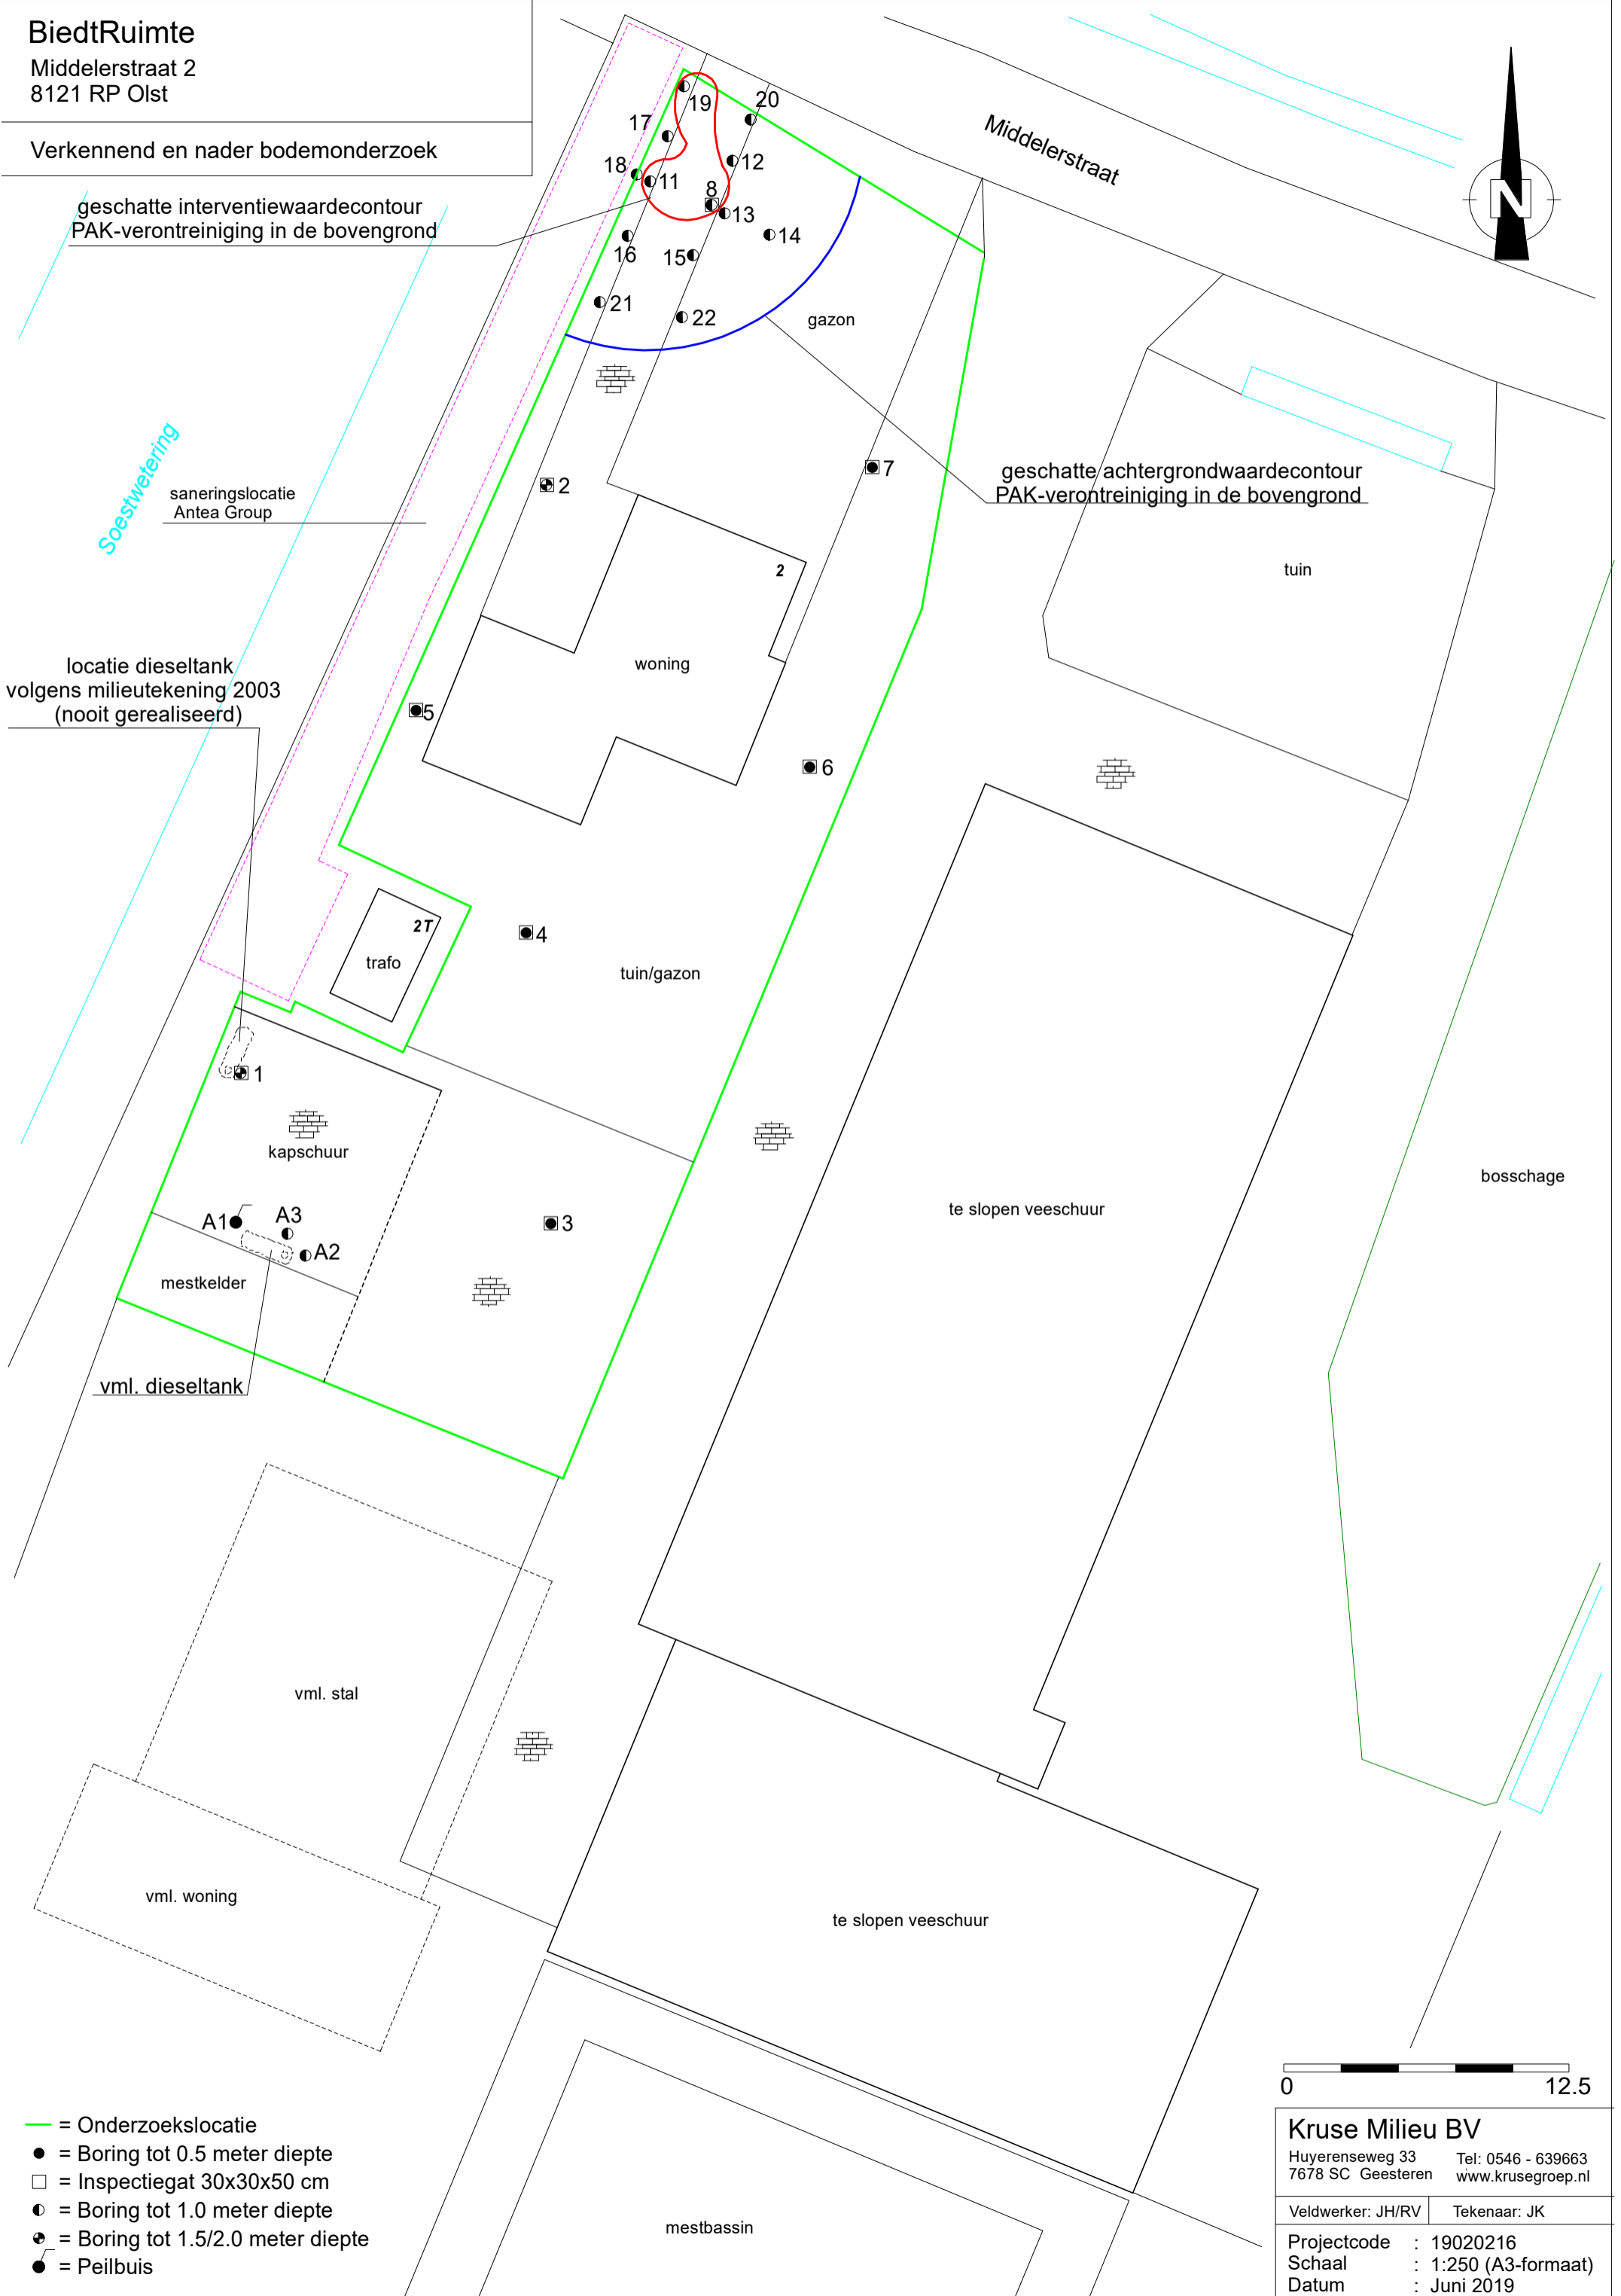 BiedtRuimte
Middelerstraat 2
8121 RP Olst
Verkennend en nader bodemonderzoek
geschatte interventiewaardecontour
PAK-verontreiniging in de bovengrond
19
20
17
18
12
11
8
13
14
16
15
21
22
Middelerstraat
N
gazon
Soestwetering
saneringslocatie
Antea Group
2
7
geschatte achtergrondwaardecontour
PAK-verontreiniging in de bovengrond
2
tuin
woning
locatie dieseltank
volgens milieutekening 2003
(nooit gerealiseerd)
5
6
2T
trafo
4
tuin/gazon
1
kapschuur
A1
A3
A2
3
mestkelder
te slopen veeschuur
bosschage
vml. dieseltank
vml. stal
vml. woning
te slopen veeschuur
mestbassin
= Onderzoekslocatie
= Boring tot 0.5 meter diepte
= Inspectiegat 30x30x50 cm
= Boring tot 1.0 meter diepte
= Boring tot 1.5/2.0 meter diepte
= Peilbuis
0 12.5
Kruse Milieu BV
Huyerenseweg 33 Tel: 0546 - 639663
7678 SC Geesteren www.krusegroep.nl
Veldwerker: JH/RV Tekenaar: JK
Projectcode : 19020216
Schaal : 1:250 (A3-formaat)
Datum : Juni 2019